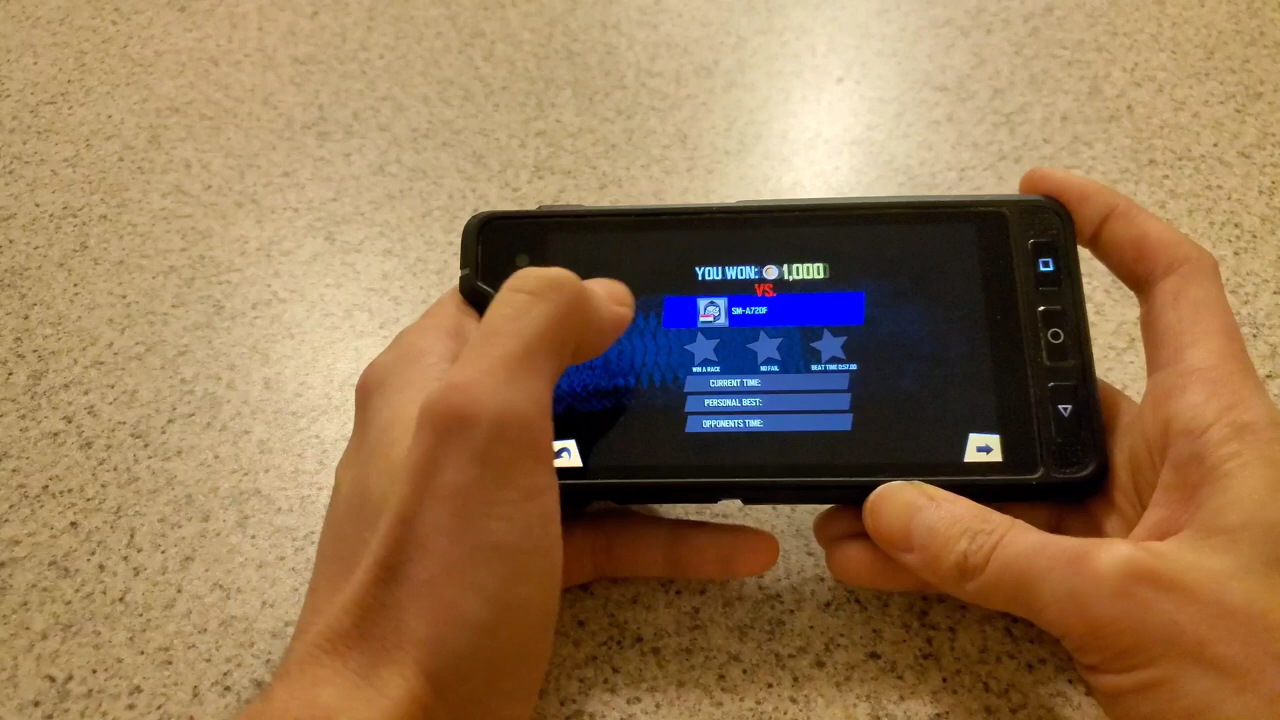 YOU WON: 1,000
VS.
SM-A720F
WIN A RACE
NO FAIL
BEAT TIME 0:57.00
CURRENT TIME:
PERSONAL BEST:
OPPONENTS TIME: